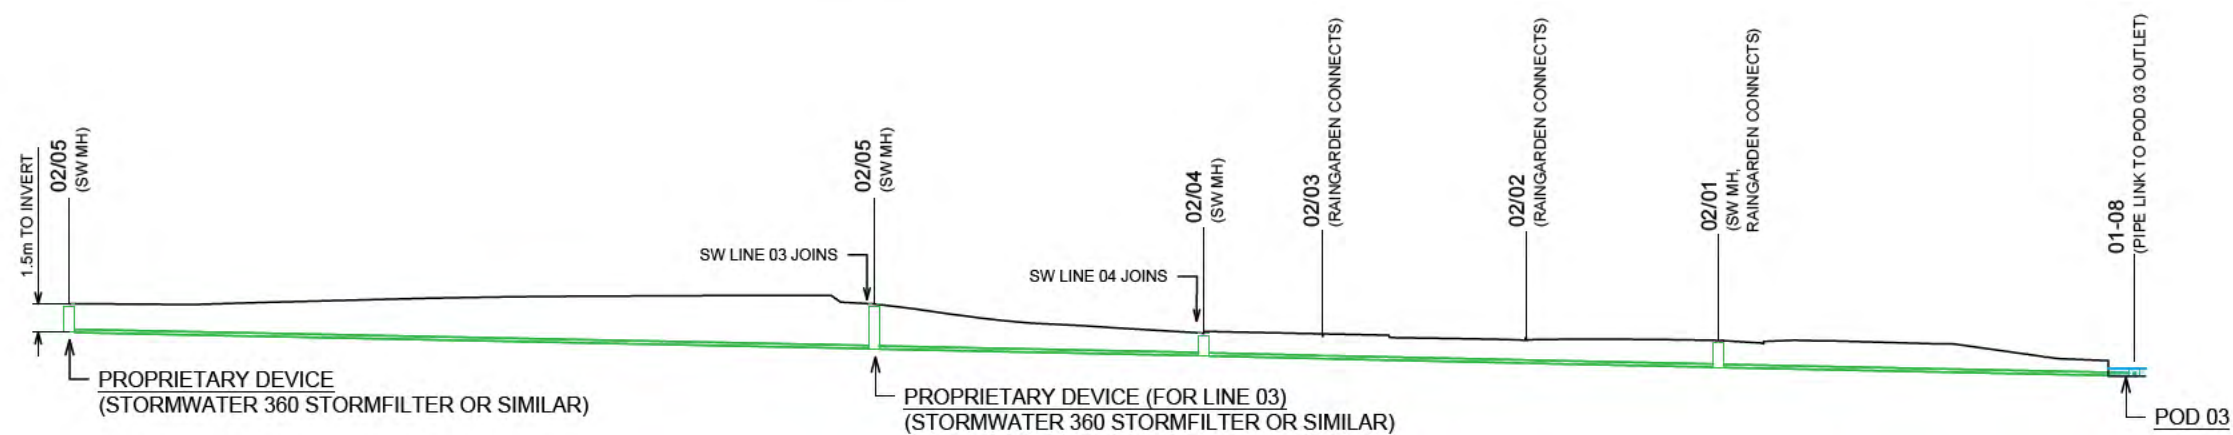 1.5m TO INVERT
02/05
(SW MH)
SW LINE 03 JOINS
02/05
(SW MH)
SW LINE 04 JOINS
02/04
(SW MH)
02/03
(RAINGARDEN CONNECTS)
02/02
(RAINGARDEN CONNECTS)
02/01
(SW MH,
RAINGARDEN CONNECTS)
01-08
(PIPE LINK TO POD 03 OUTLET)
PROPRIETARY DEVICE
(STORMWATER 360 STORMFILTER OR SIMILAR)
PROPRIETARY DEVICE (FOR LINE 03)
(STORMWATER 360 STORMFILTER OR SIMILAR)
POD 03